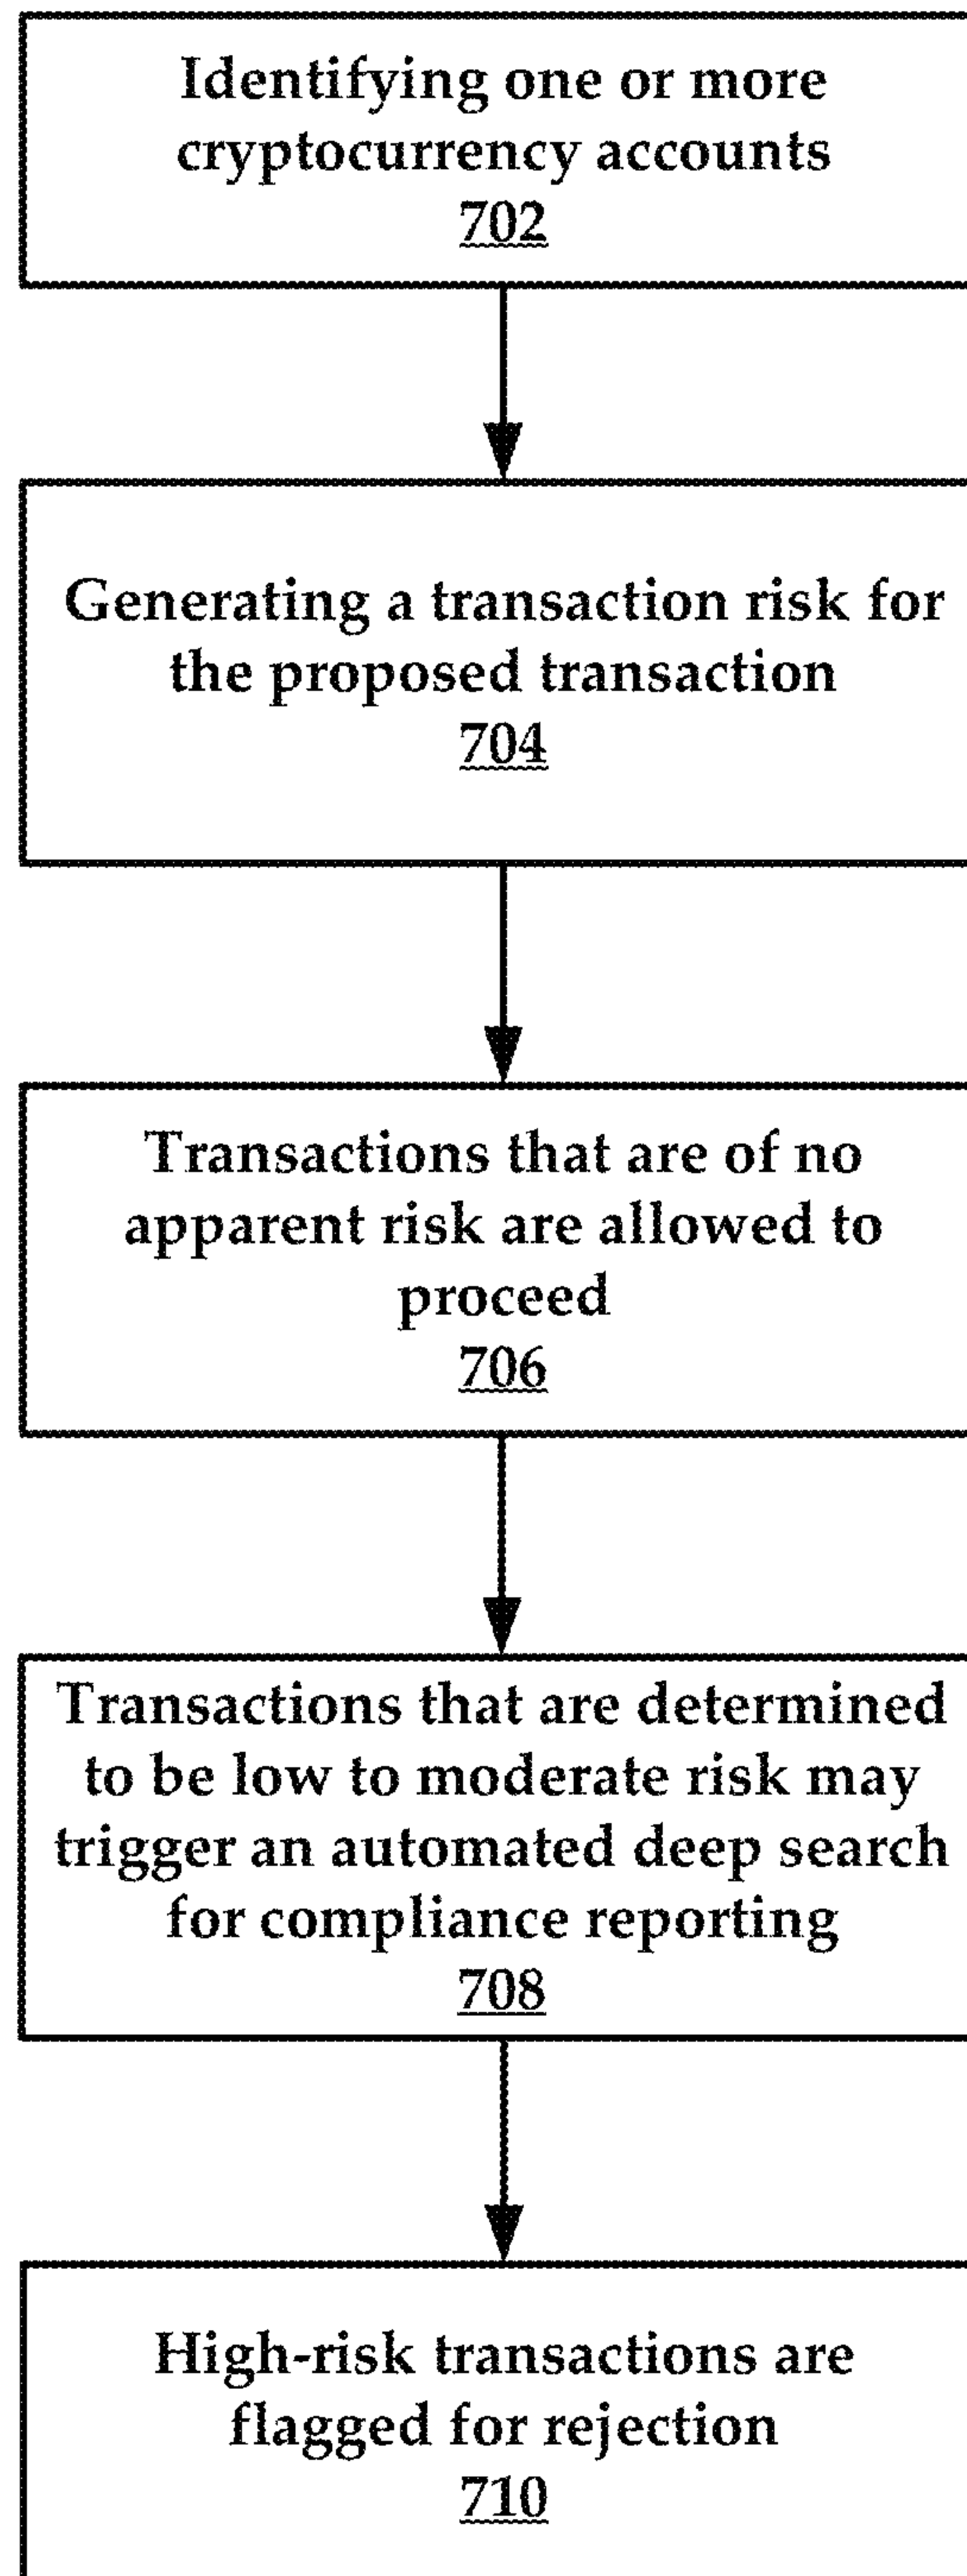 Identifying one or more
cryptocurrency accounts
702
Generating a transaction risk for
the proposed transaction
704
Transactions that are of no
apparent risk are allowed to
proceed
706
Transactions that are determined
to be low to moderate risk may
trigger an automated deep search
for compliance reporting
708
High-risk transactions are
flagged for rejection
710